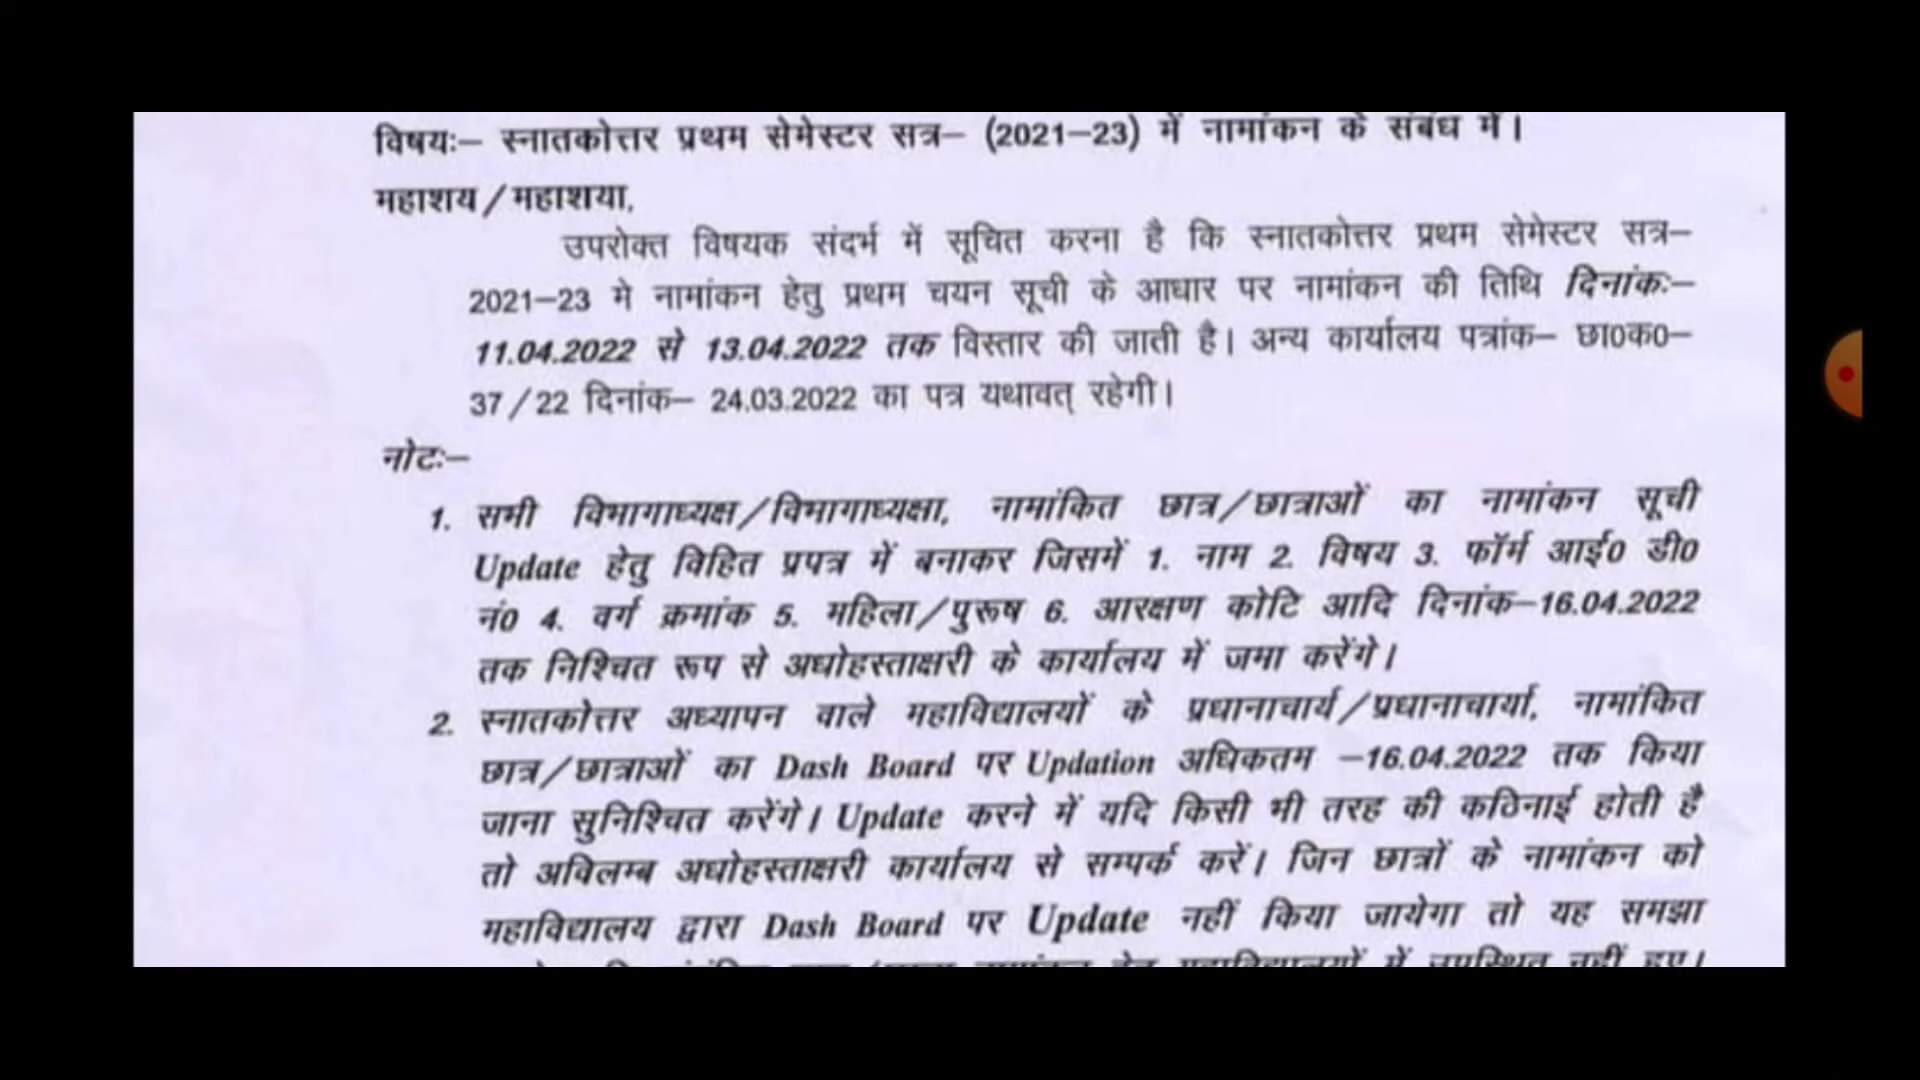 विषयः– स्नातकोत्तर प्रथम सेमेस्टर सत्र– (2021–23) में नामांकन के संबंध में।
महाशय/महाशया,
उपरोक्त विषयक संदर्भ में सूचित करना है कि स्नातकोत्तर प्रथम सेमेस्टर सत्र–
2021–23 मे नामांकन हेतु प्रथम चयन सूची के आधार पर नामांकन की तिथि दिनांकः–
11.04.2022 से 13.04.2022 तक विस्तार की जाती है। अन्य कार्यालय पत्रांक– छा0क0–
37/22 दिनांक– 24.03.2022 का पत्र यथावत् रहेगी।
नोटः–
1. सभी विभागाध्यक्ष/विभागाध्यक्षा, नामांकित छात्र/छात्राओं का नामांकन सूची
Update हेतु विहित प्रपत्र में बनाकर जिसमें 1. नाम 2. विषय 3. फॉर्म आई0 डी0
नं0 4. वर्ग क्रमांक 5. महिला/पुरूष 6. आरक्षण कोटि आदि दिनांक–16.04.2022
तक निश्चित रूप से अधोहस्ताक्षरी के कार्यालय में जमा करेंगे।
2. स्नातकोत्तर अध्यापन वाले महाविद्यालयों के प्रधानाचार्य/प्रधानाचार्या, नामांकित
छात्र/छात्राओं का Dash Board पर Updation अधिकतम –16.04.2022 तक किया
जाना सुनिश्चित करेंगे। Update करने में यदि किसी भी तरह की कठिनाई होती है
तो अविलम्ब अधोहस्ताक्षरी कार्यालय से सम्पर्क करें। जिन छात्रों के नामांकन को
महाविद्यालय द्वारा Dash Board पर Update नहीं किया जायेगा तो यह समझा
नामांकन हेतु महाविद्यालयों में उपस्थित नहीं हुए।